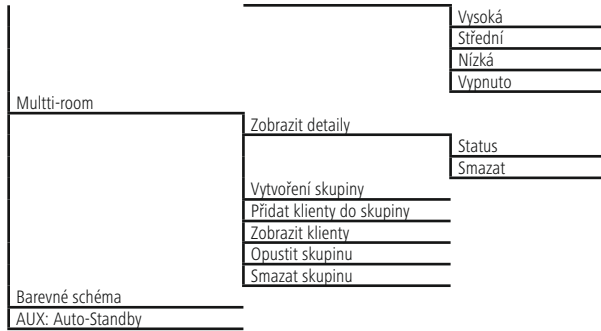 Vysoká
Střední
Nízká
Vypnuto
Multti-room
Zobrazit detaily
Status
Smazat
Vytvoření skupiny
Přidat klienty do skupiny
Zobrazit klienty
Opustit skupinu
Smazat skupinu
Barevné schéma
AUX: Auto-Standby